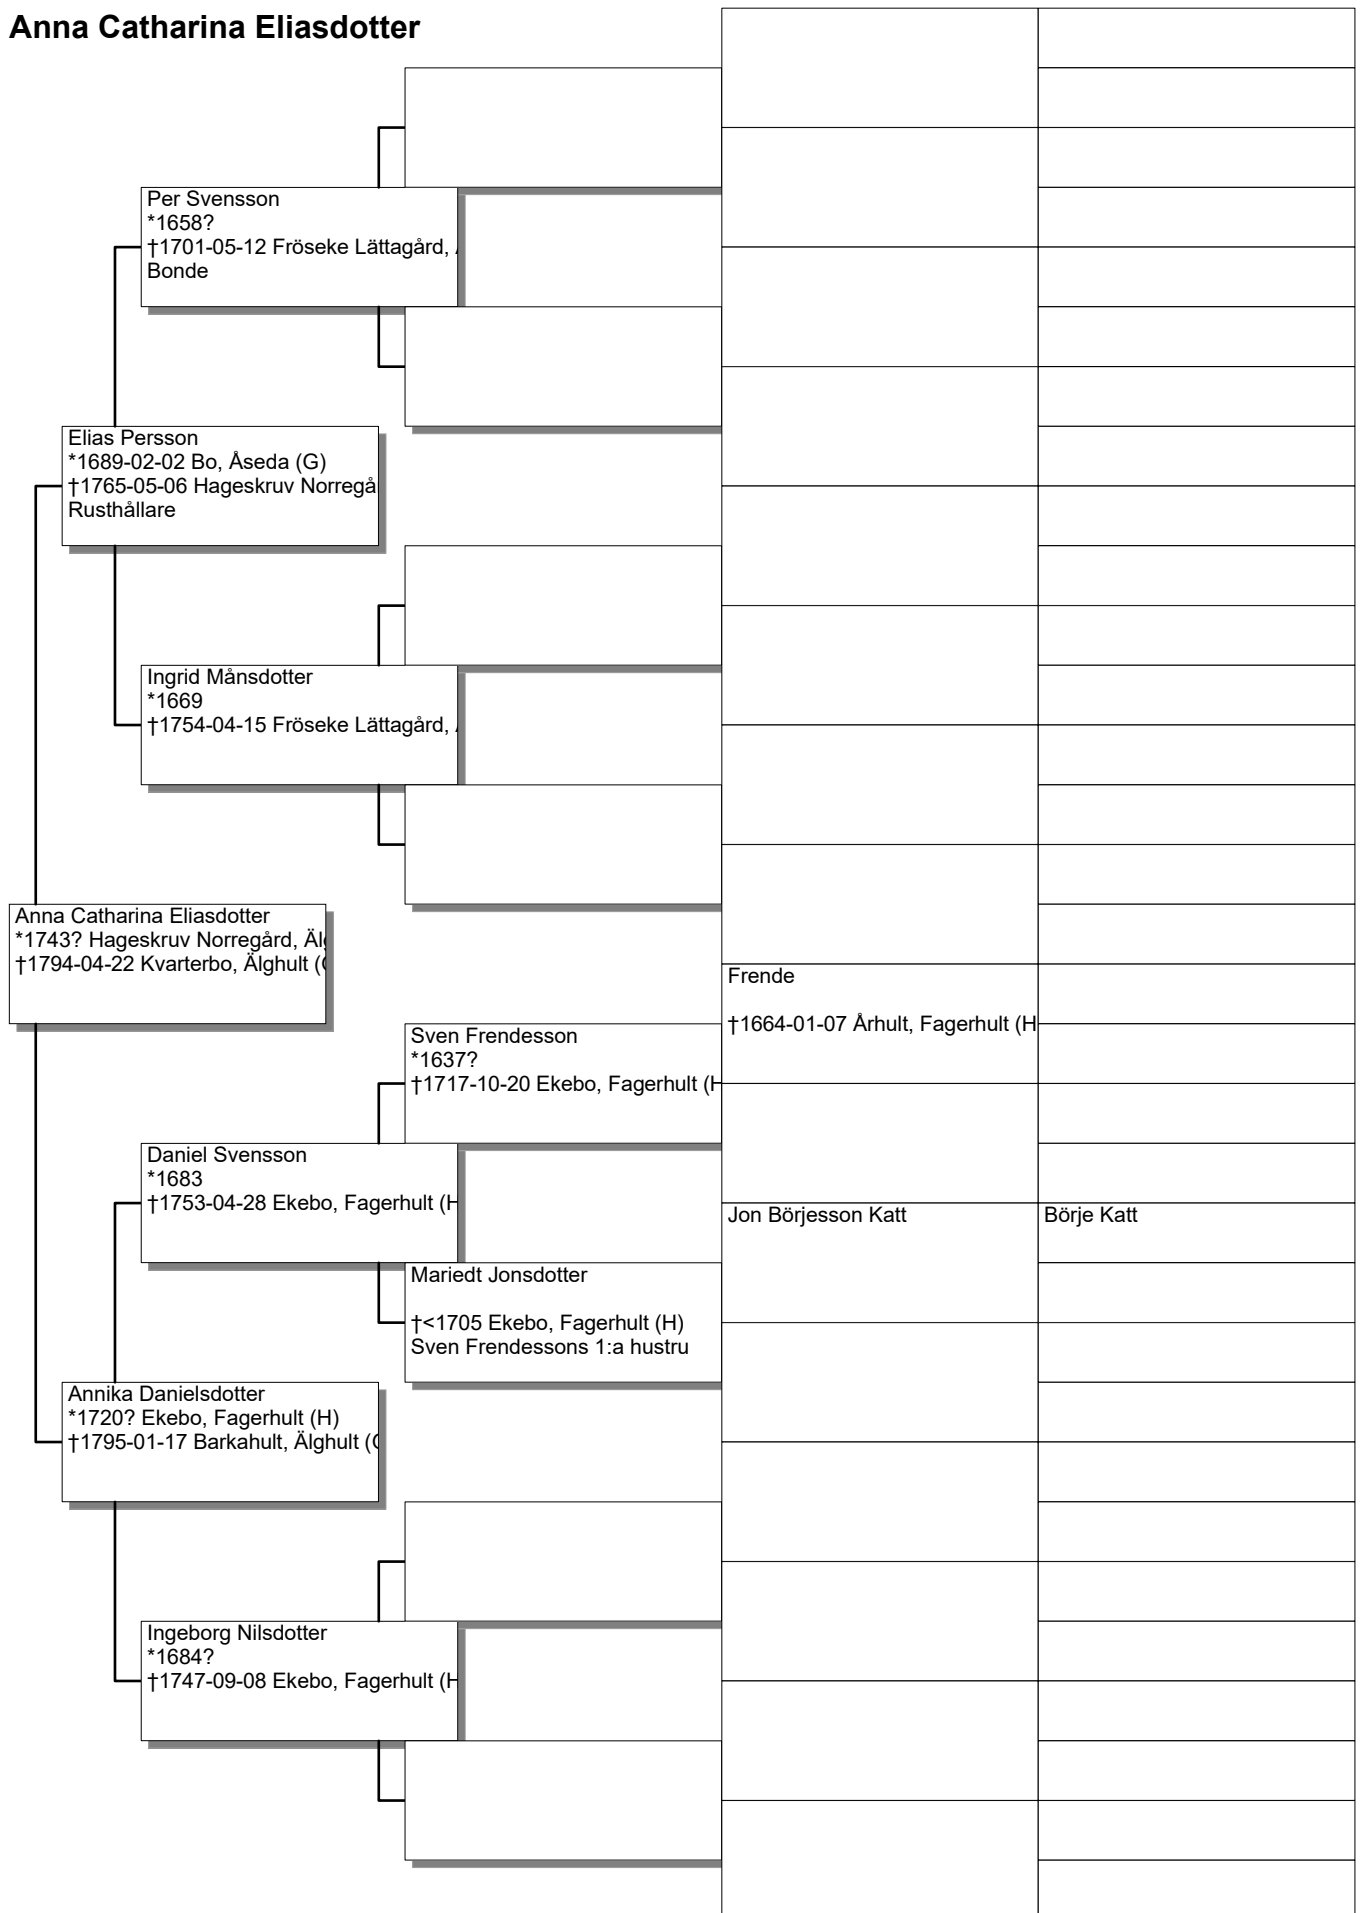 Anna Catharina Eliasdotter
Per Svensson
*1658?
†1701-05-12 Fröseke Lättagård,
Bonde
Elias Persson
*1689-02-02 Bo, Åseda (G)
†1765-05-06 Hageskruv Norregå
Rusthållare
Ingrid Månsdotter
*1669
†1754-04-15 Fröseke Lättagård,
Anna Catharina Eliasdotter
*1743? Hageskruv Norregård, Älg
†1794-04-22 Kvarterbo, Älghult (G
Frende
†1664-01-07 Århult, Fagerhult (H
Sven Frendesson
*1637?
†1717-10-20 Ekebo, Fagerhult (H
Daniel Svensson
*1683
†1753-04-28 Ekebo, Fagerhult (H
Jon Börjesson Katt
Börje Katt
Mariedt Jonsdotter
†<1705 Ekebo, Fagerhult (H)
Sven Frendessons 1:a hustru
Annika Danielsdotter
*1720? Ekebo, Fagerhult (H)
†1795-01-17 Barkahult, Älghult (G
Ingeborg Nilsdotter
*1684?
†1747-09-08 Ekebo, Fagerhult (H